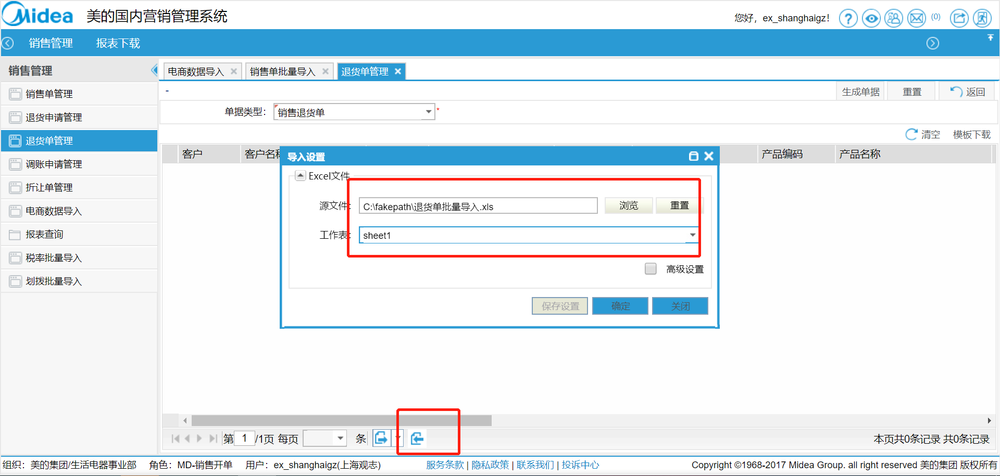 Midea 美的国内营销管理系统 您好，ex_shanghaigz! (0)
销售管理 报表下载
销售管理
销售单管理
退货申请管理
退货单管理
调账申请管理
折让单管理
电商数据导入
报表查询
税率批量导入
划拨批量导入
电商数据导入 销售单批量导入 退货单管理
- 生成单据 重置 返回
单据类型： 销售退货单 *
清空 模板下载
客户 客户名称 产品编码 产品名称
导入设置
Excel文件
源文件： C:\fakepath\退货单批量导入.xls 浏览 重置
工作表： sheet1
高级设置
保存设置 确定 关闭
第 1 /1页 每页 条 本页共0条记录 共0条记录
组织： 美的集团/生活电器事业部 角色：MD-销售开单 用户：ex_shanghaigz(上海观志) 服务条款 | 隐私政策 | 联系我们 | 投诉中心 Copyright ©1968-2017 Midea Group. all right reserved 美的集团 版权所有